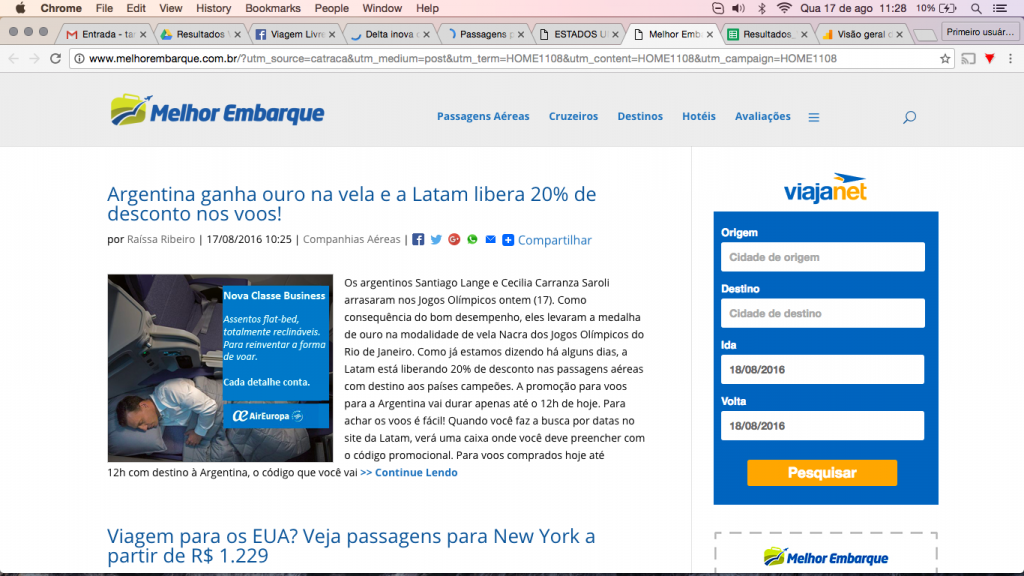 Chrome File Edit View History Bookmarks People Window Help
10% Qua 17 de ago 11:28
Entrada - ta
Resultados
Viagem Livre
Delta inova
Passagens p
ESTADOS U
Melhor Emb
Resultados_
Visão geral
Primeiro usuár...
www.melhorembarque.com.br/?utm_source=catraca&utm_medium=post&utm_term=HOME1108&utm_content=HOME1108&utm_campaign=HOME1108
Melhor Embarque
Passagens Aéreas Cruzeiros Destinos Hotéis Avaliações
Argentina ganha ouro na vela e a Latam libera 20% de
desconto nos voos!
por Raíssa Ribeiro | 17/08/2016 10:25 | Companhias Aéreas | Compartilhar
Nova Classe Business
Assentos flat-bed,
totalmente reclináveis.
Para reinventar a forma
de voar.
Cada detalhe conta.
AirEuropa
Os argentinos Santiago Lange e Cecilia Carranza Saroli
arrasaram nos Jogos Olímpicos ontem (17). Como
consequência do bom desempenho, eles levaram a medalha
de ouro na modalidade de vela Nacra dos Jogos Olímpicos do
Rio de Janeiro. Como já estamos dizendo há alguns dias, a
Latam está liberando 20% de desconto nas passagens aéreas
com destino aos países campeões. A promoção para voos
para a Argentina vai durar apenas até o 12h de hoje. Para
achar os voos é fácil! Quando você faz a busca por datas no
site da Latam, verá uma caixa onde você deve preencher com
o código promocional. Para voos comprados hoje até
12h com destino à Argentina, o código que você vai >> Continue Lendo
Viagem para os EUA? Veja passagens para New York a
partir de R$ 1.229
viajanet
Origem
Cidade de origem
Destino
Cidade de destino
Ida
18/08/2016
Volta
18/08/2016
Pesquisar
Melhor Embarque